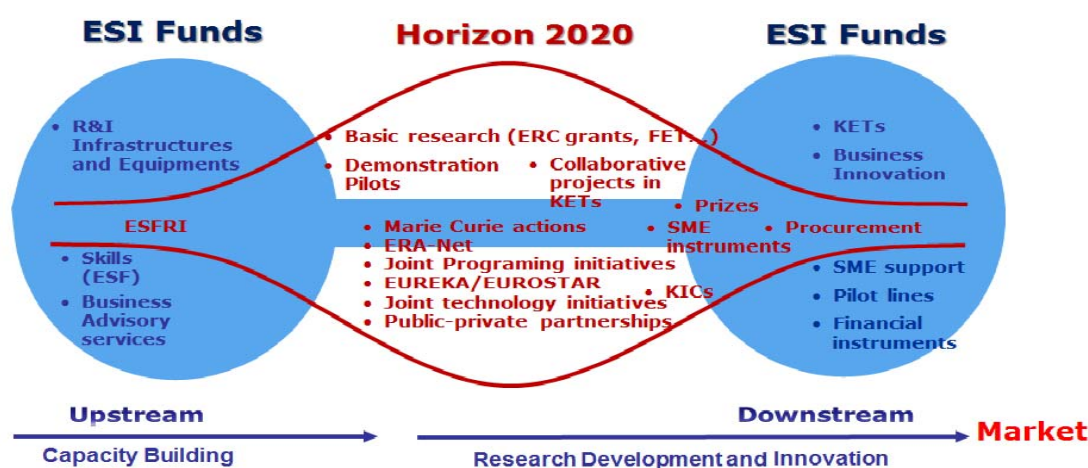 ESI Funds
Horizon 2020
ESI Funds
• R&I
Infrastructures
and Equipments
ESFRI
• Skills
(ESF)
• Business
Advisory
services
• Basic research (ERC grants, FET...)
• Demonstration
Pilots
• Collaborative
projects in
KETs
• Marie Curie actions
• ERA-Net
• Joint Programing initiatives
• EUREKA/EUROSTAR
• Joint technology initiatives
• Public-private partnerships
• Prizes
• SME
instruments
• Procurement
• KICs
• KETs
• Business
Innovation
• SME support
• Pilot lines
• Financial
instruments
Upstream
Capacity Building
Downstream
Research Development and Innovation
Market